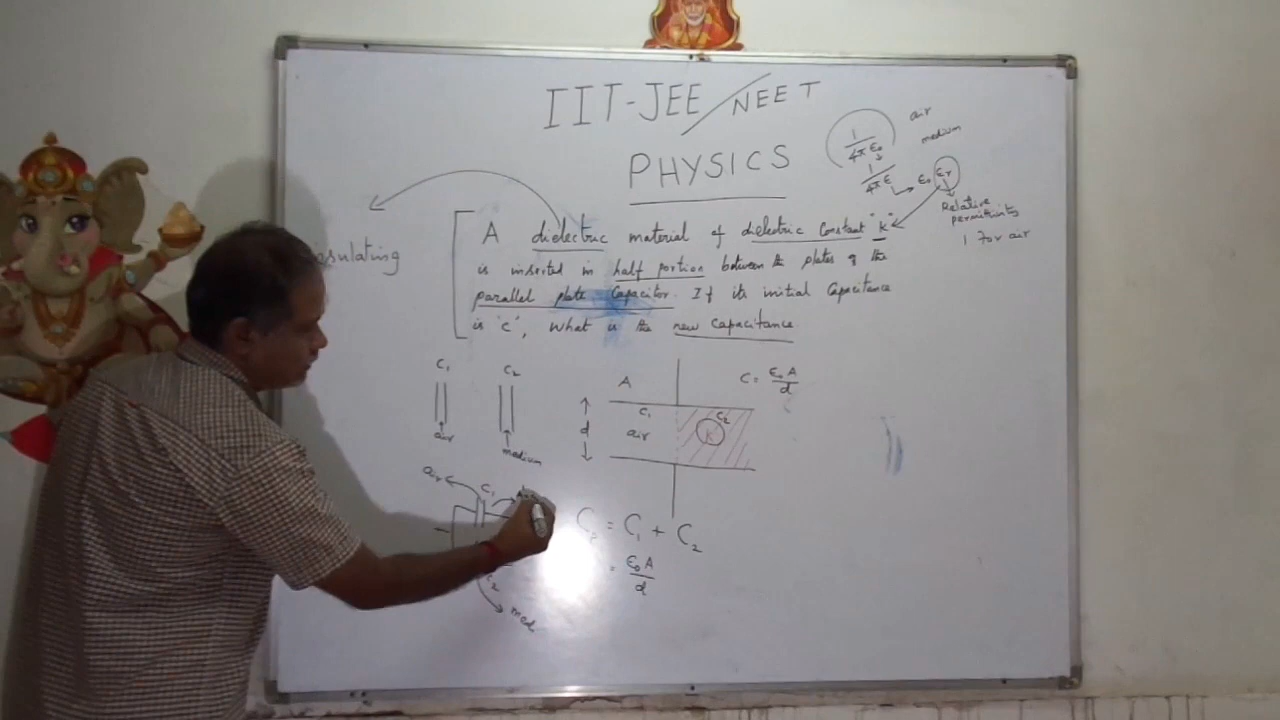 IIT-JEE/NEET
PHYSICS
1/4πε₀
air
medium
1/4πε
ε₀ εr
Relative
permittivity
1 for air
insulating
A dielectric material of dielectric Constant "k"
is inserted in half portion between the plates of the
parallel plate Capacitor. If its initial Capacitance
is 'c', What is the new Capacitance
C₁
C₂
air
medium
A
C = ε₀A/d
d
C₁
C₂
air
k
air
C₁
C₂
med
= C₁ + C₂
= ε₀A/d